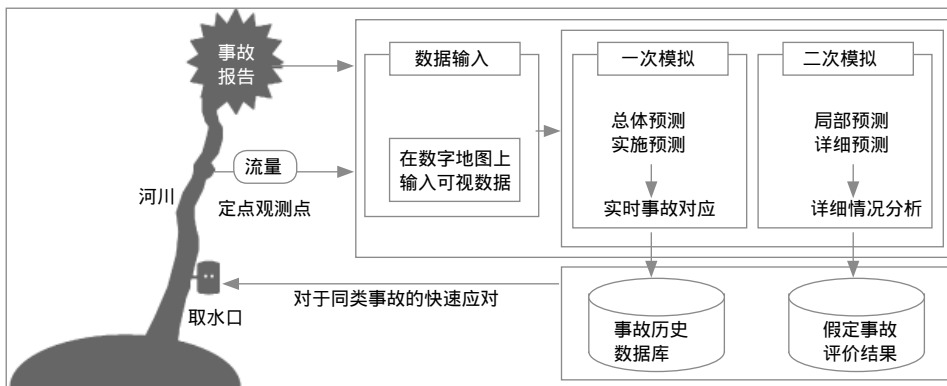 事故
报告
数据输入
一次模拟
二次模拟
总体预测
实施预测
局部预测
详细预测
在数字地图上
输入可视数据
流量
定点观测点
河川
实时事故对应
详细情况分析
对于同类事故的快速应对
取水口
事故历史
数据库
假定事故
评价结果